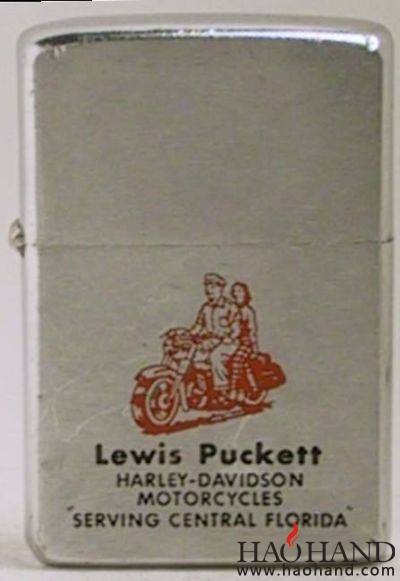 Lewis Puckett
HARLEY-DAVIDSON
MOTORCYCLES
"SERVING CENTRAL FLORIDA"
HAOHAND
www.haohand.com